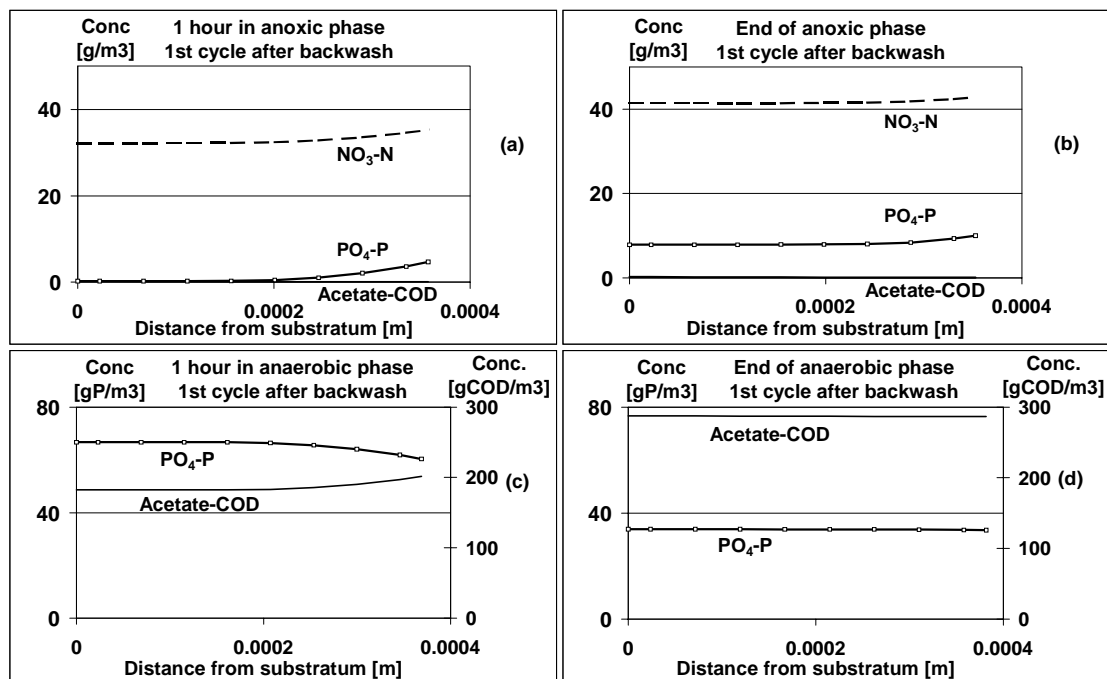 Conc
[g/m3]
1 hour in anoxic phase
1st cycle after backwash
40
20
0
NO3-N
PO4-P
Acetate-COD
(a)
0
0.0002
0.0004
Distance from substratum [m]
Conc
[g/m3]
End of anoxic phase
1st cycle after backwash
40
20
0
NO3-N
PO4-P
Acetate-COD
(b)
0
0.0002
0.0004
Distance from substratum [m]
Conc
[gP/m3]
1 hour in anaerobic phase
1st cycle after backwash
Conc.
[gCOD/m3]
80
40
0
300
200
100
0
PO4-P
Acetate-COD
(c)
0
0.0002
0.0004
Distance from substratum [m]
Conc
[gP/m3]
End of anaerobic phase
1st cycle after backwash
Conc.
[gCOD/m3]
80
40
0
300
200
100
0
Acetate-COD
PO4-P
(d)
0
0.0002
0.0004
Distance from substratum [m]